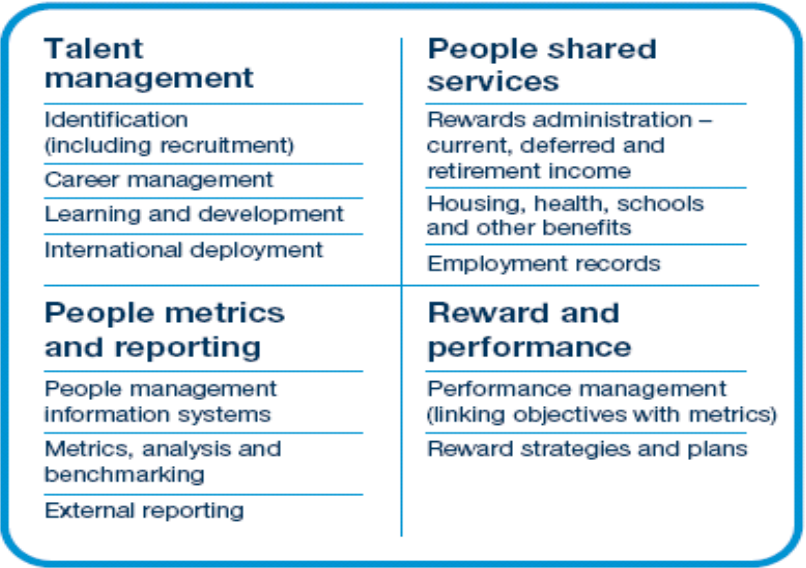 Talent
management
Identification
(including recruitment)
Career management
Learning and development
International deployment
People shared
services
Rewards administration –
current, deferred and
retirement income
Housing, health, schools
and other benefits
Employment records
People metrics
and reporting
People management
information systems
Metrics, analysis and
benchmarking
External reporting
Reward and
performance
Performance management
(linking objectives with metrics)
Reward strategies and plans